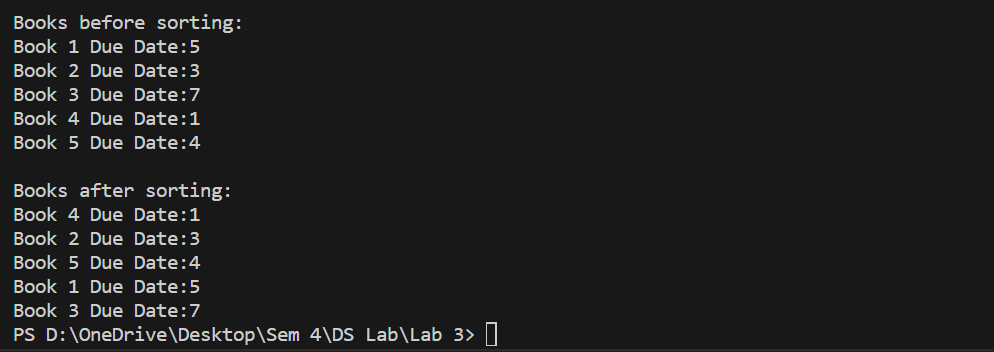 Books before sorting:
Book 1 Due Date:5
Book 2 Due Date:3
Book 3 Due Date:7
Book 4 Due Date:1
Book 5 Due Date:4
Books after sorting:
Book 4 Due Date:1
Book 2 Due Date:3
Book 5 Due Date:4
Book 1 Due Date:5
Book 3 Due Date:7
PS D:\OneDrive\Desktop\Sem 4\DS Lab\Lab 3>